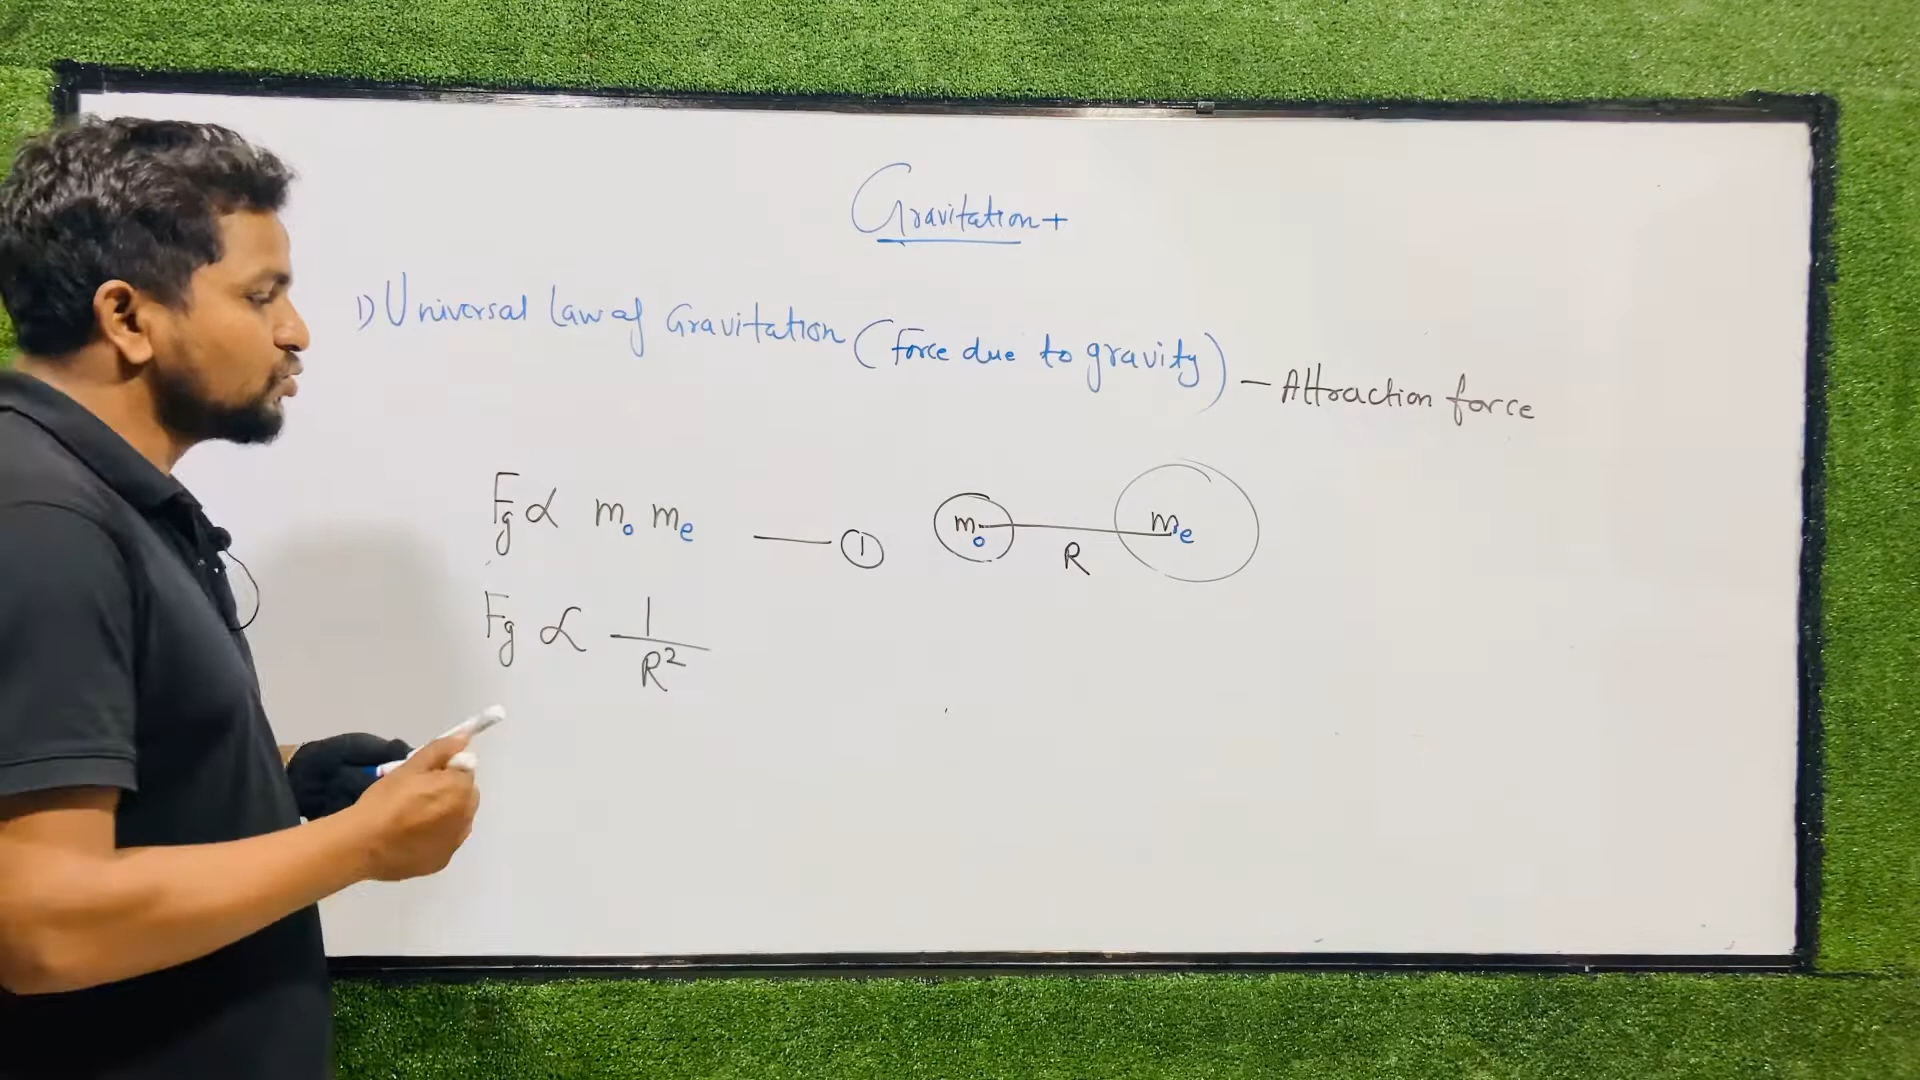 Gravitation +
1) Universal Law of Gravitation (Force due to gravity) - Attraction force
Fg ∝ m₀ mₑ —— ①
m₀ R mₑ
Fg ∝ 1/R²